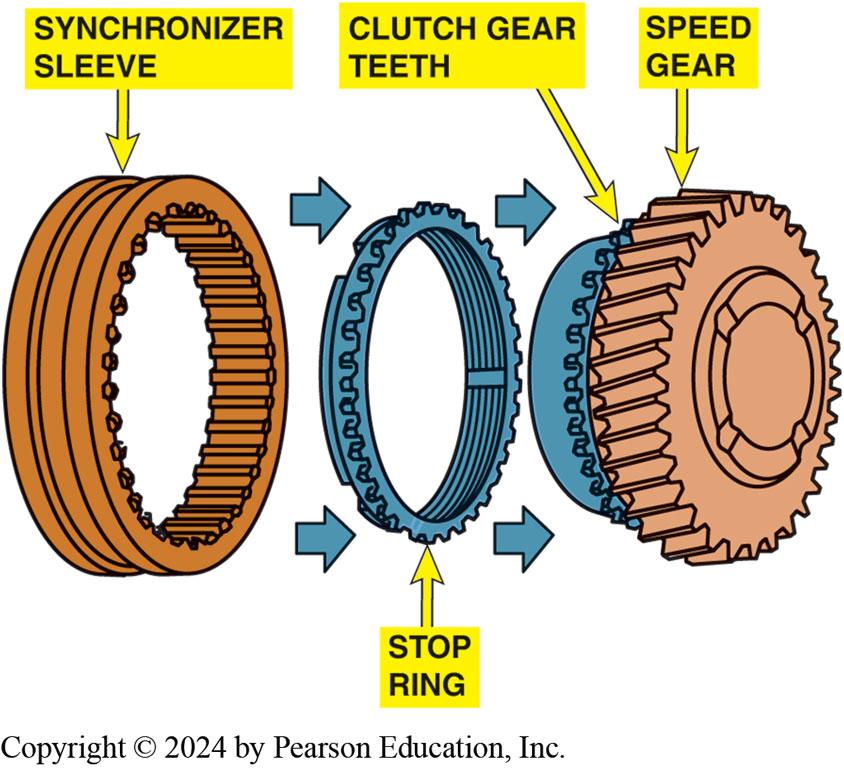 SYNCHRONIZER
SLEEVE
CLUTCH GEAR
TEETH
SPEED
GEAR
STOP
RING
Copyright © 2024 by Pearson Education, Inc.